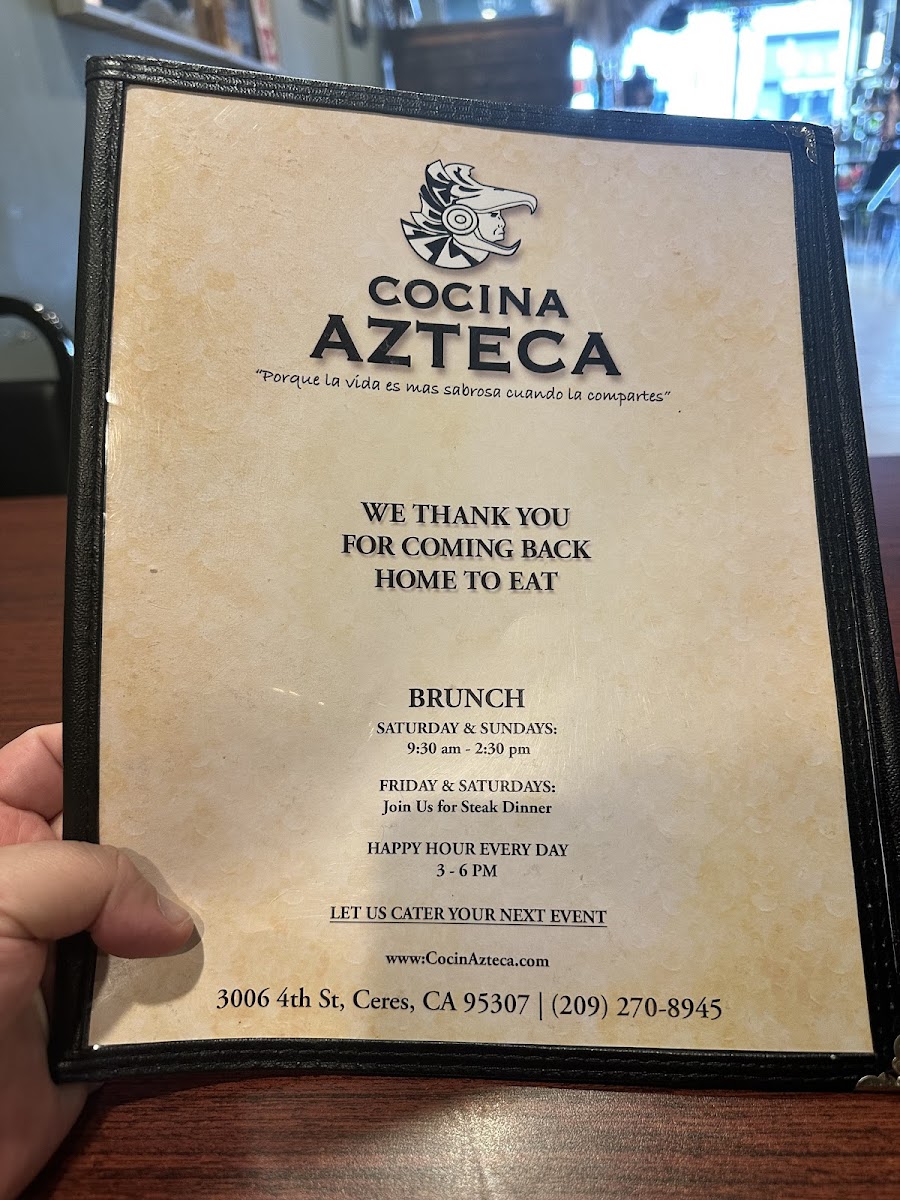 COCINA
AZTECA
“Porque la vida es mas sabrosa cuando la compartes”
WE THANK YOU
FOR COMING BACK
HOME TO EAT
BRUNCH
SATURDAY & SUNDAYS:
9:30 am - 2:30 pm
FRIDAY & SATURDAYS:
Join Us for Steak Dinner
HAPPY HOUR EVERY DAY
3 - 6 PM
LET US CATER YOUR NEXT EVENT
www:CocinAzteca.com
3006 4th St, Ceres, CA 95307 | (209) 270-8945